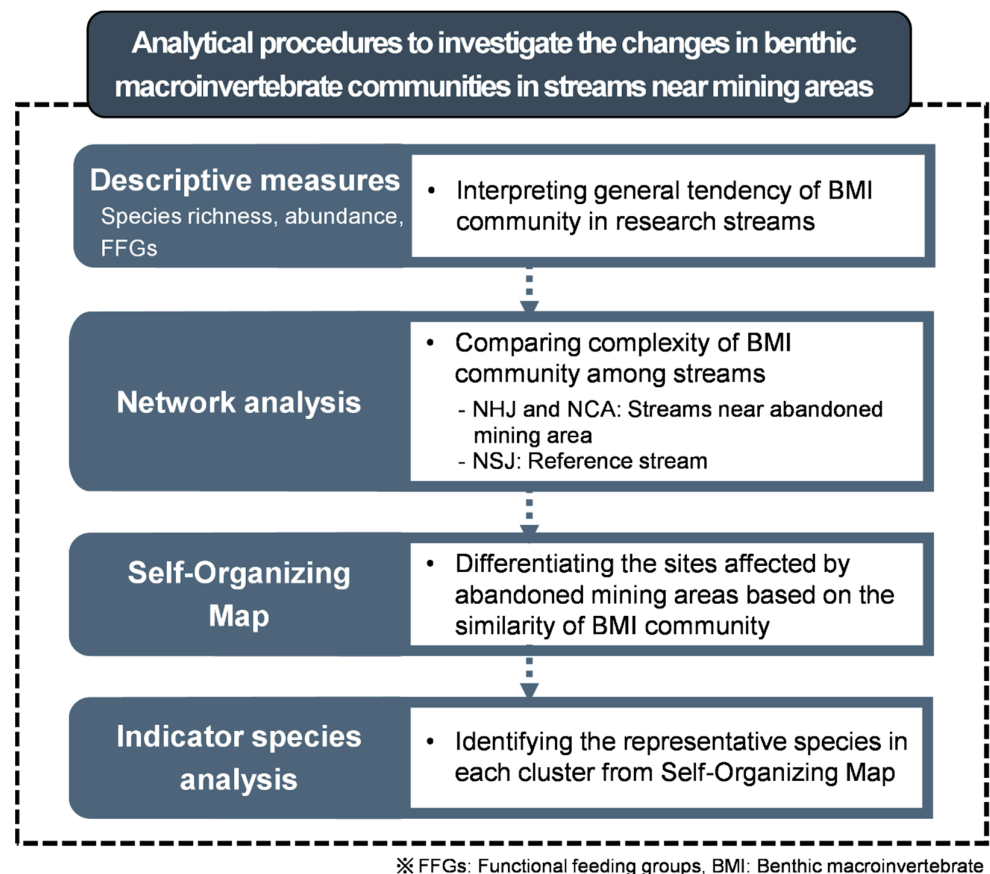 Analytical procedures to investigate the changes in benthic
macroinvertebrate communities in streams near mining areas
Descriptive measures
Species richness, abundance,
FFGs
• Interpreting general tendency of BMI
community in research streams
Network analysis
• Comparing complexity of BMI
community among streams
- NHJ and NCA: Streams near abandoned
mining area
- NSJ: Reference stream
Self-Organizing
Map
• Differentiating the sites affected by
abandoned mining areas based on the
similarity of BMI community
Indicator species
analysis
• Identifying the representative species in
each cluster from Self-Organizing Map
※ FFGs: Functional feeding groups, BMI: Benthic macroinvertebrate